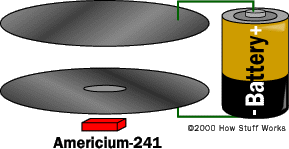 - Battery+
©2000 How Stuff Works
Americium-241